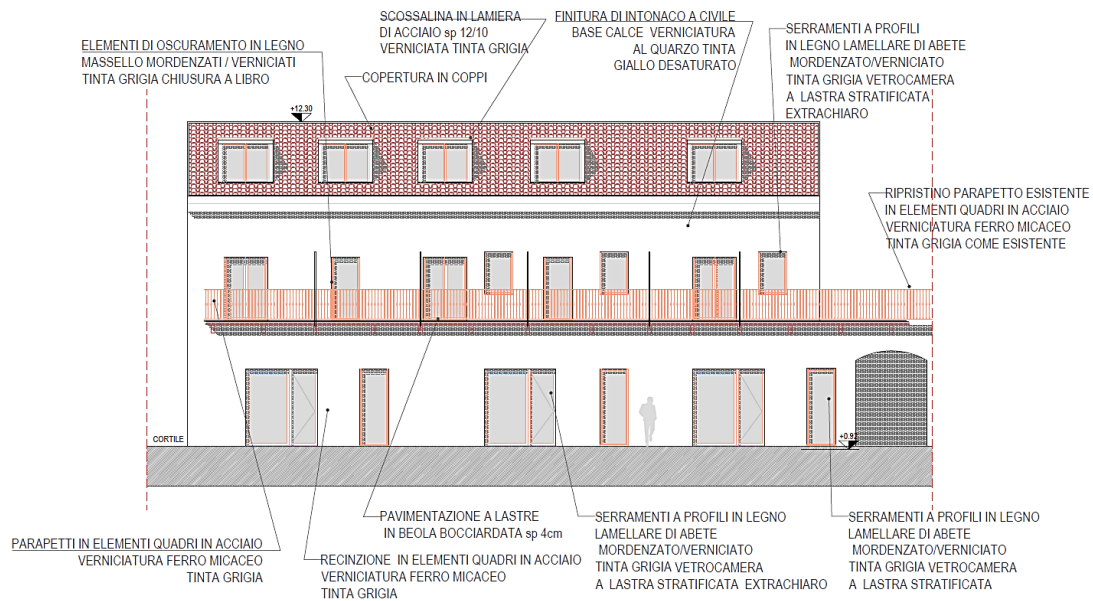 SCOSSALINA IN LAMIERA
DI ACCIAIO sp 12/10
VERNICIATA TINTA GRIGIA
FINITURA DI INTONACO A CIVILE
BASE CALCE VERNICIATURA
AL QUARZO TINTA
GIALLO DESATURATO
SERRAMENTI A PROFILI
IN LEGNO LAMELLARE DI ABETE
MORDENZATO/VERNICIATO
TINTA GRIGIA VETROCAMERA
A LASTRA STRATIFICATA
EXTRACHIARO
ELEMENTI DI OSCURAMENTO IN LEGNO
MASSELLO MORDENZATI / VERNICIATI
TINTA GRIGIA CHIUSURA A LIBRO
COPERTURA IN COPPI
+12.30
RIPRISTINO PARAPETTO ESISTENTE
IN ELEMENTI QUADRI IN ACCIAIO
VERNICIATURA FERRO MICACEO
TINTA GRIGIA COME ESISTENTE
CORTILE
+0.92
PARAPETTI IN ELEMENTI QUADRI IN ACCIAIO
VERNICIATURA FERRO MICACEO
TINTA GRIGIA
RECINZIONE IN ELEMENTI QUADRI IN ACCIAIO
VERNICIATURA FERRO MICACEO
TINTA GRIGIA
PAVIMENTAZIONE A LASTRE
IN BEOLA BOCCIARDATA sp 4cm
SERRAMENTI A PROFILI IN LEGNO
LAMELLARE DI ABETE
MORDENZATO/VERNICIATO
TINTA GRIGIA VETROCAMERA
A LASTRA STRATIFICATA EXTRACHIARO
SERRAMENTI A PROFILI IN LEGNO
LAMELLARE DI ABETE
MORDENZATO/VERNICIATO
TINTA GRIGIA VETROCAMERA
A LASTRA STRATIFICATA